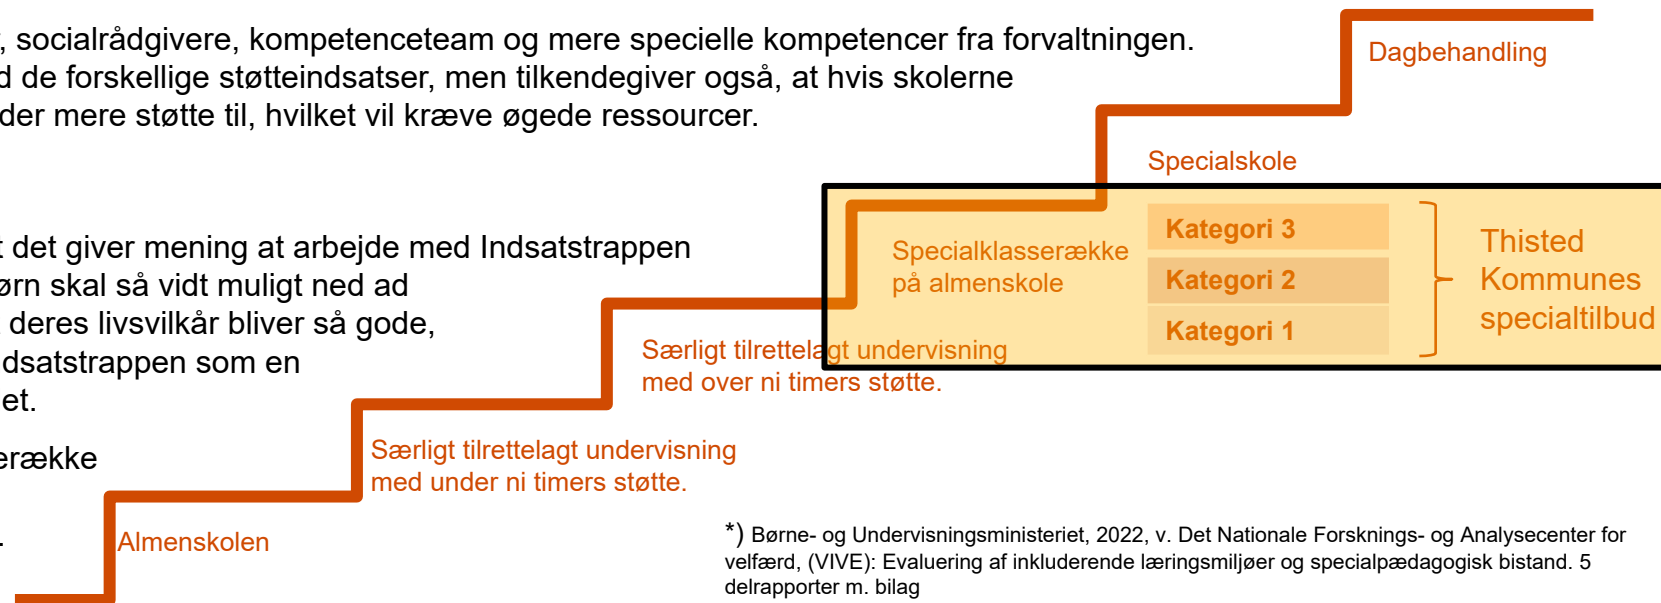 , socialrådgivere, kompetenceteam og mere specielle kompetencer fra forvaltningen.
d de forskellige støtteindsatser, men tilkendegiver også, at hvis skolerne
der mere støtte til, hvilket vil kræve øgede ressourcer.
t det giver mening at arbejde med Indsatstrappen
ørn skal så vidt muligt ned ad
deres livsvilkår bliver så gode,
dsatstrappen som en
et.
erække
Dagbehandling
Specialskole
Specialklasserække
på almenskole
Kategori 3
Kategori 2
Kategori 1
Thisted
Kommunes
specialtilbud
Særligt tilrettelagt undervisning
med over ni timers støtte.
Særligt tilrettelagt undervisning
med under ni timers støtte.
Almenskolen
*) Børne- og Undervisningsministeriet, 2022, v. Det Nationale Forsknings- og Analysecenter for
velfærd, (VIVE): Evaluering af inkluderende læringsmiljøer og specialpædagogisk bistand. 5
delrapporter m. bilag